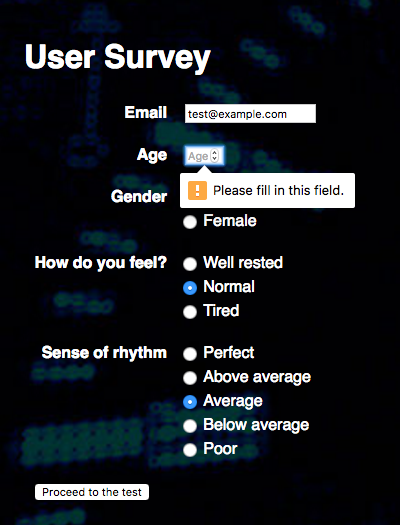 User Survey
Email test@example.com
Age Age
Please fill in this field.
Gender
Female
How do you feel? Well rested
Normal
Tired
Sense of rhythm Perfect
Above average
Average
Below average
Poor
Proceed to the test